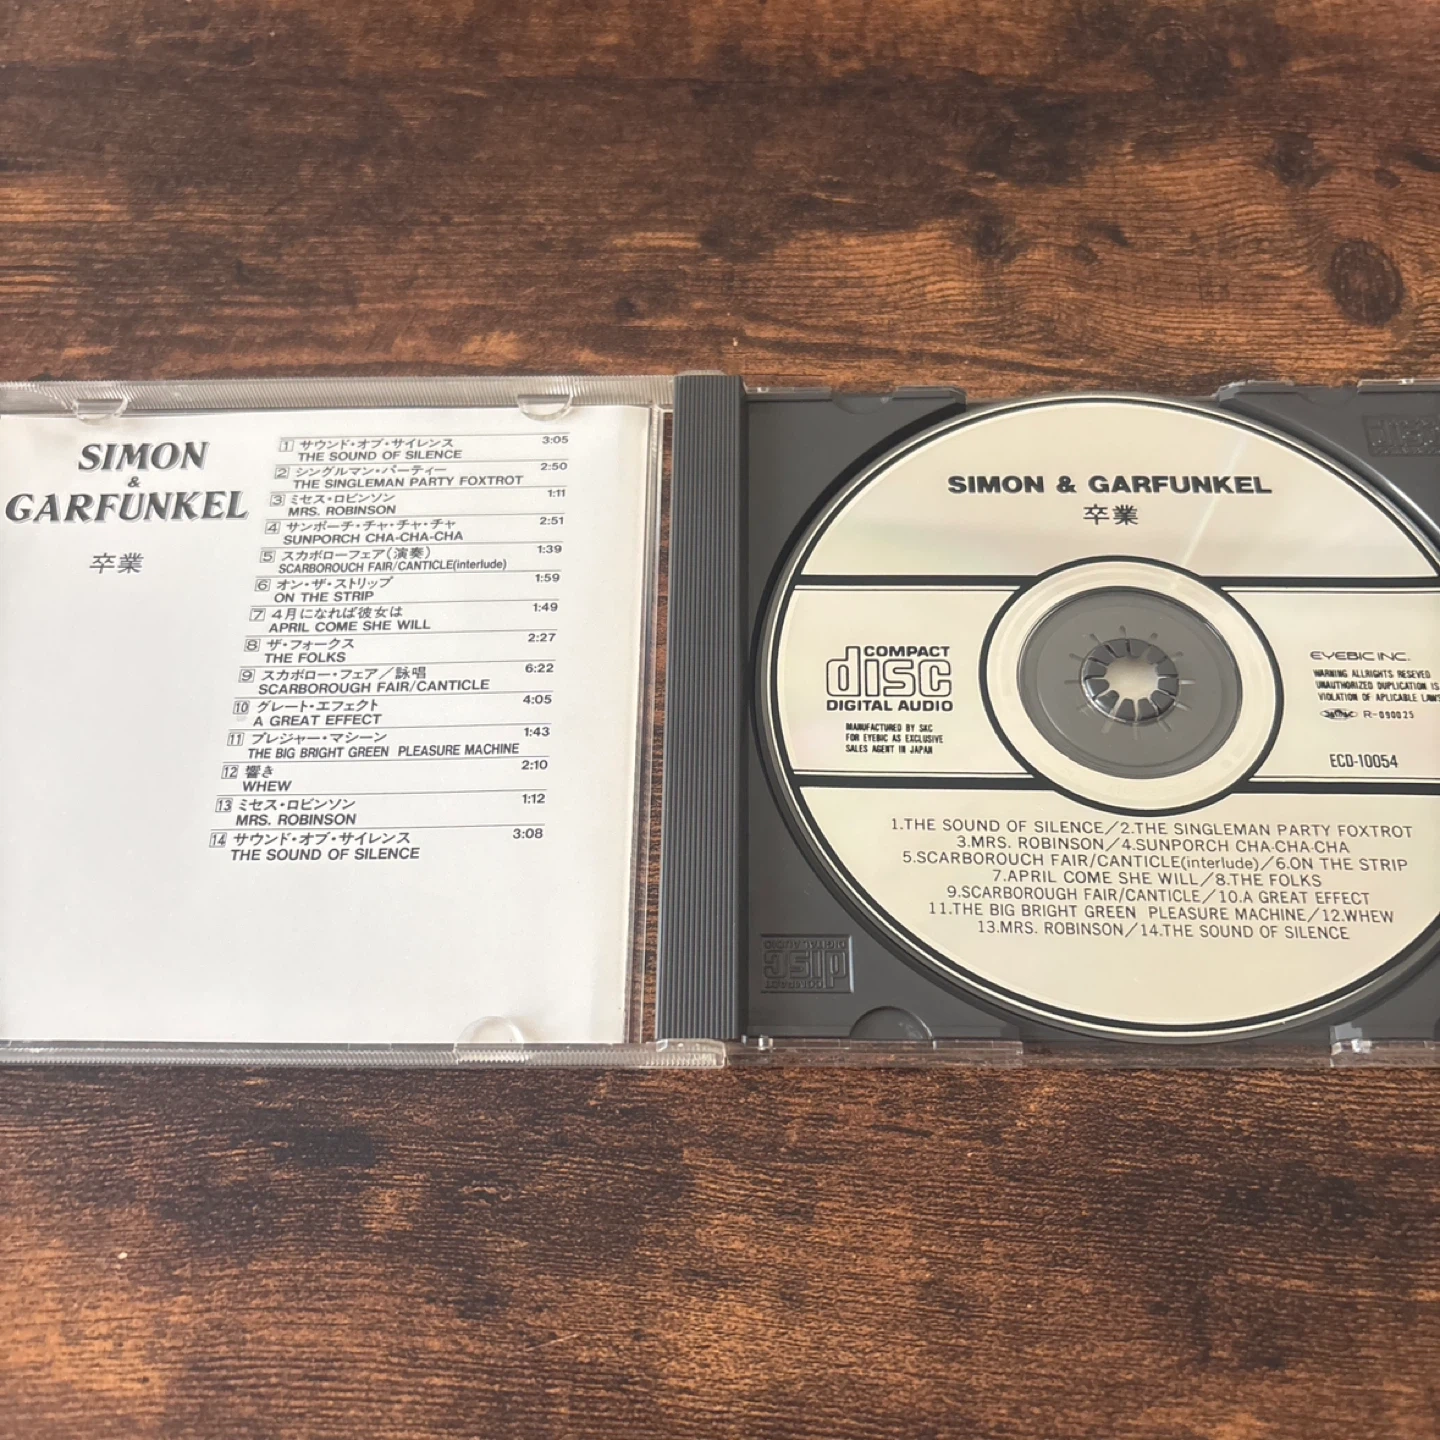 SIMON
&
GARFUNKEL
卒業
1 サウンド・オブ・サイレンス 3:05
THE SOUND OF SILENCE
2 シングルマン・パーティー 2:50
THE SINGLEMAN PARTY FOXTROT
3 ミセス・ロビンソン 1:11
MRS. ROBINSON
4 サンポーチ・チャ・チャ・チャ 2:51
SUNPORCH CHA-CHA-CHA
5 スカボローフェア(演奏) 1:39
SCARBOROUGH FAIR/CANTICLE(interlude)
6 オン・ザ・ストリップ 1:59
ON THE STRIP
7 4月になれば彼女は 1:49
APRIL COME SHE WILL
8 ザ・フォークス 2:27
THE FOLKS
9 スカボロー・フェア/詠唱 6:22
SCARBOROUGH FAIR/CANTICLE
10 グレート・エフェクト 4:05
A GREAT EFFECT
11 プレジャー・マシーン 1:43
THE BIG BRIGHT GREEN PLEASURE MACHINE
12 響き 2:10
WHEW
13 ミセス・ロビンソン 1:12
MRS. ROBINSON
14 サウンド・オブ・サイレンス 3:08
THE SOUND OF SILENCE
SIMON & GARFUNKEL
卒業
COMPACT
disc
DIGITAL AUDIO
MANUFACTURED BY SKC
FOR EYEBIC AS EXCLUSIVE
SALES AGENT IN JAPAN
EYEBIC INC.
WARNING ALLRIGHTS RESEVED
UNAUTHORIZED DUPLICATION IS
VIOLATION OF APLICABLE LAWS
R-090025
ECD-10054
1.THE SOUND OF SILENCE/2.THE SINGLEMAN PARTY FOXTROT
3.MRS. ROBINSON/4.SUNPORCH CHA-CHA-CHA
5.SCARBOROUCH FAIR/CANTICLE(interlude)/6.ON THE STRIP
7.APRIL COME SHE WILL/8.THE FOLKS
9.SCARBOROUGH FAIR/CANTICLE/10.A GREAT EFFECT
11.THE BIG BRIGHT GREEN PLEASURE MACHINE/12.WHEW
13.MRS. ROBINSON/14.THE SOUND OF SILENCE
COMPACT
disc
DIGITAL AUDIO